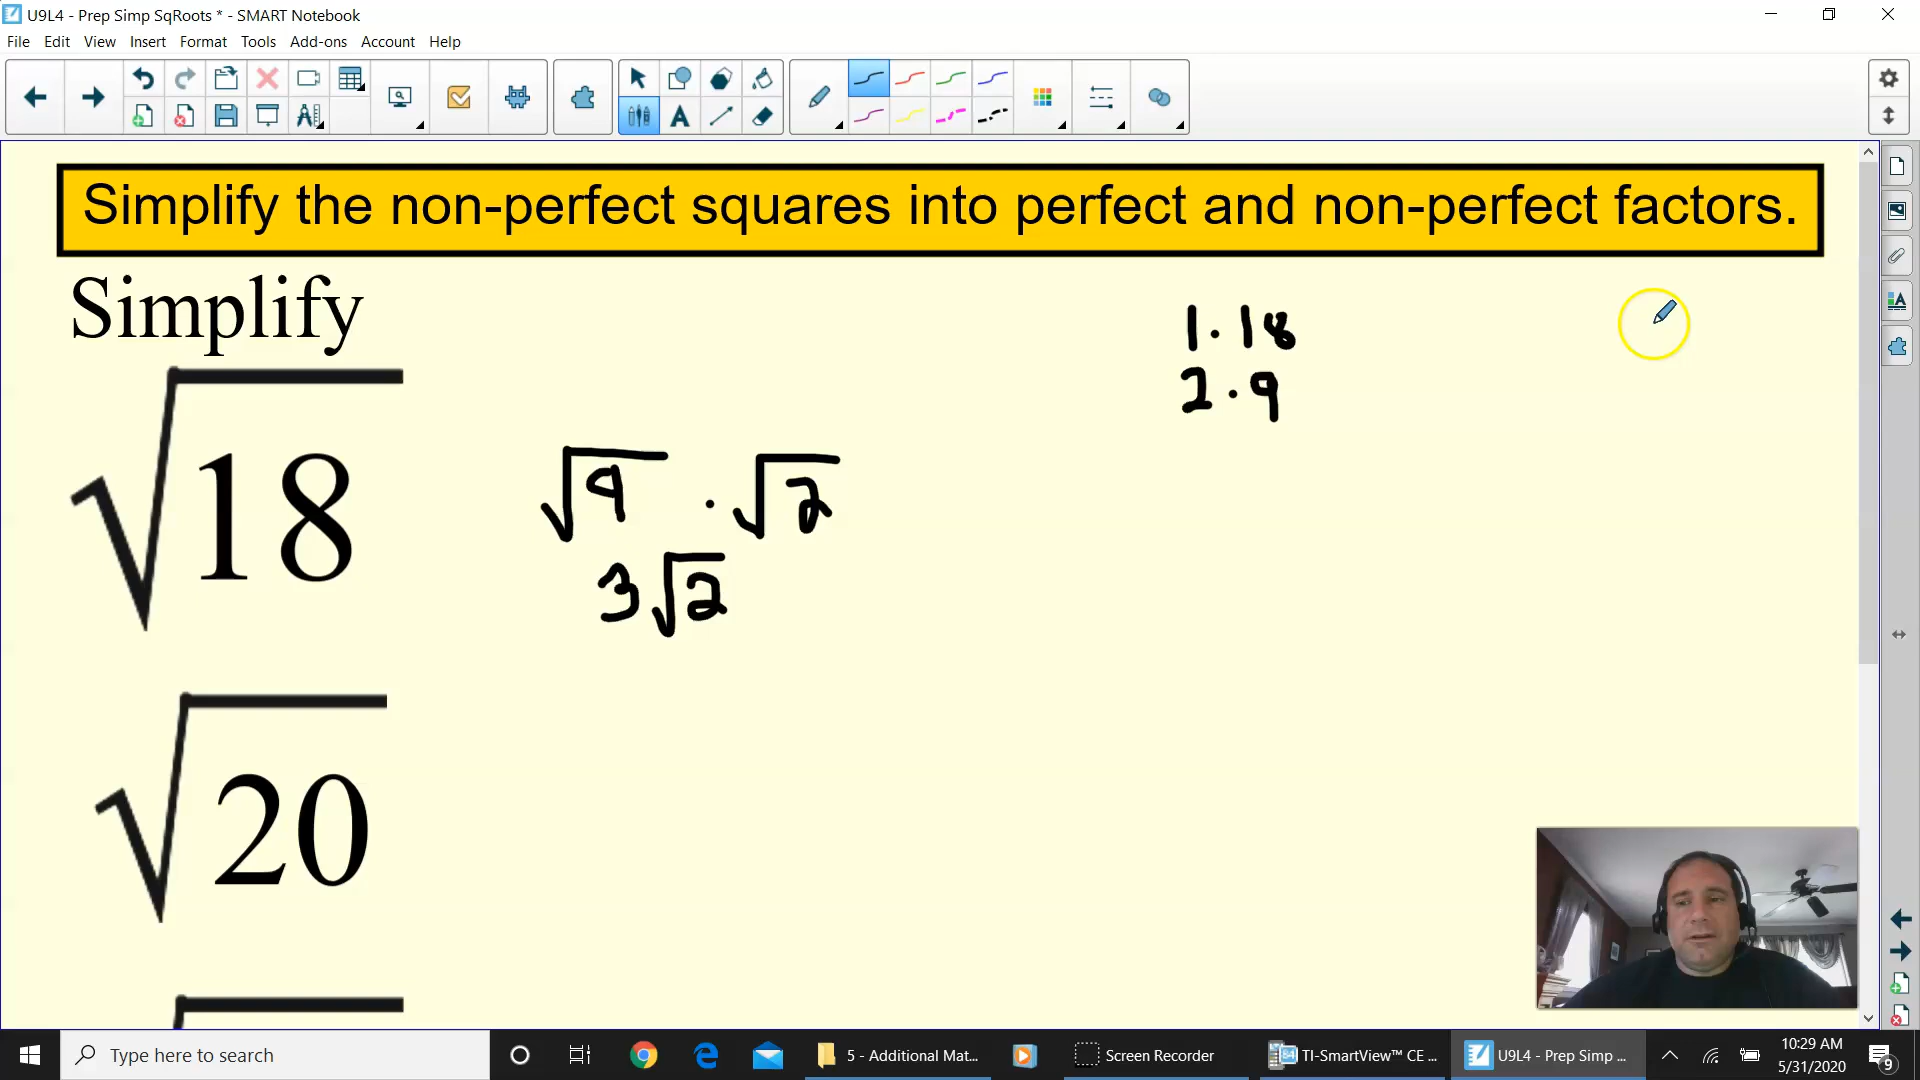 U9L4 - Prep Simp SqRoots * - SMART Notebook
File Edit View Insert Format Tools Add-ons Account Help
Simplify the non-perfect squares into perfect and non-perfect factors.
Simplify
1·18
2·9
√18
√9 · √2
3√2
√20
Type here to search
5 - Additional Mat...
Screen Recorder
84
TI-SmartView™ CE ...
U9L4 - Prep Simp ...
10:29 AM
5/31/2020
9